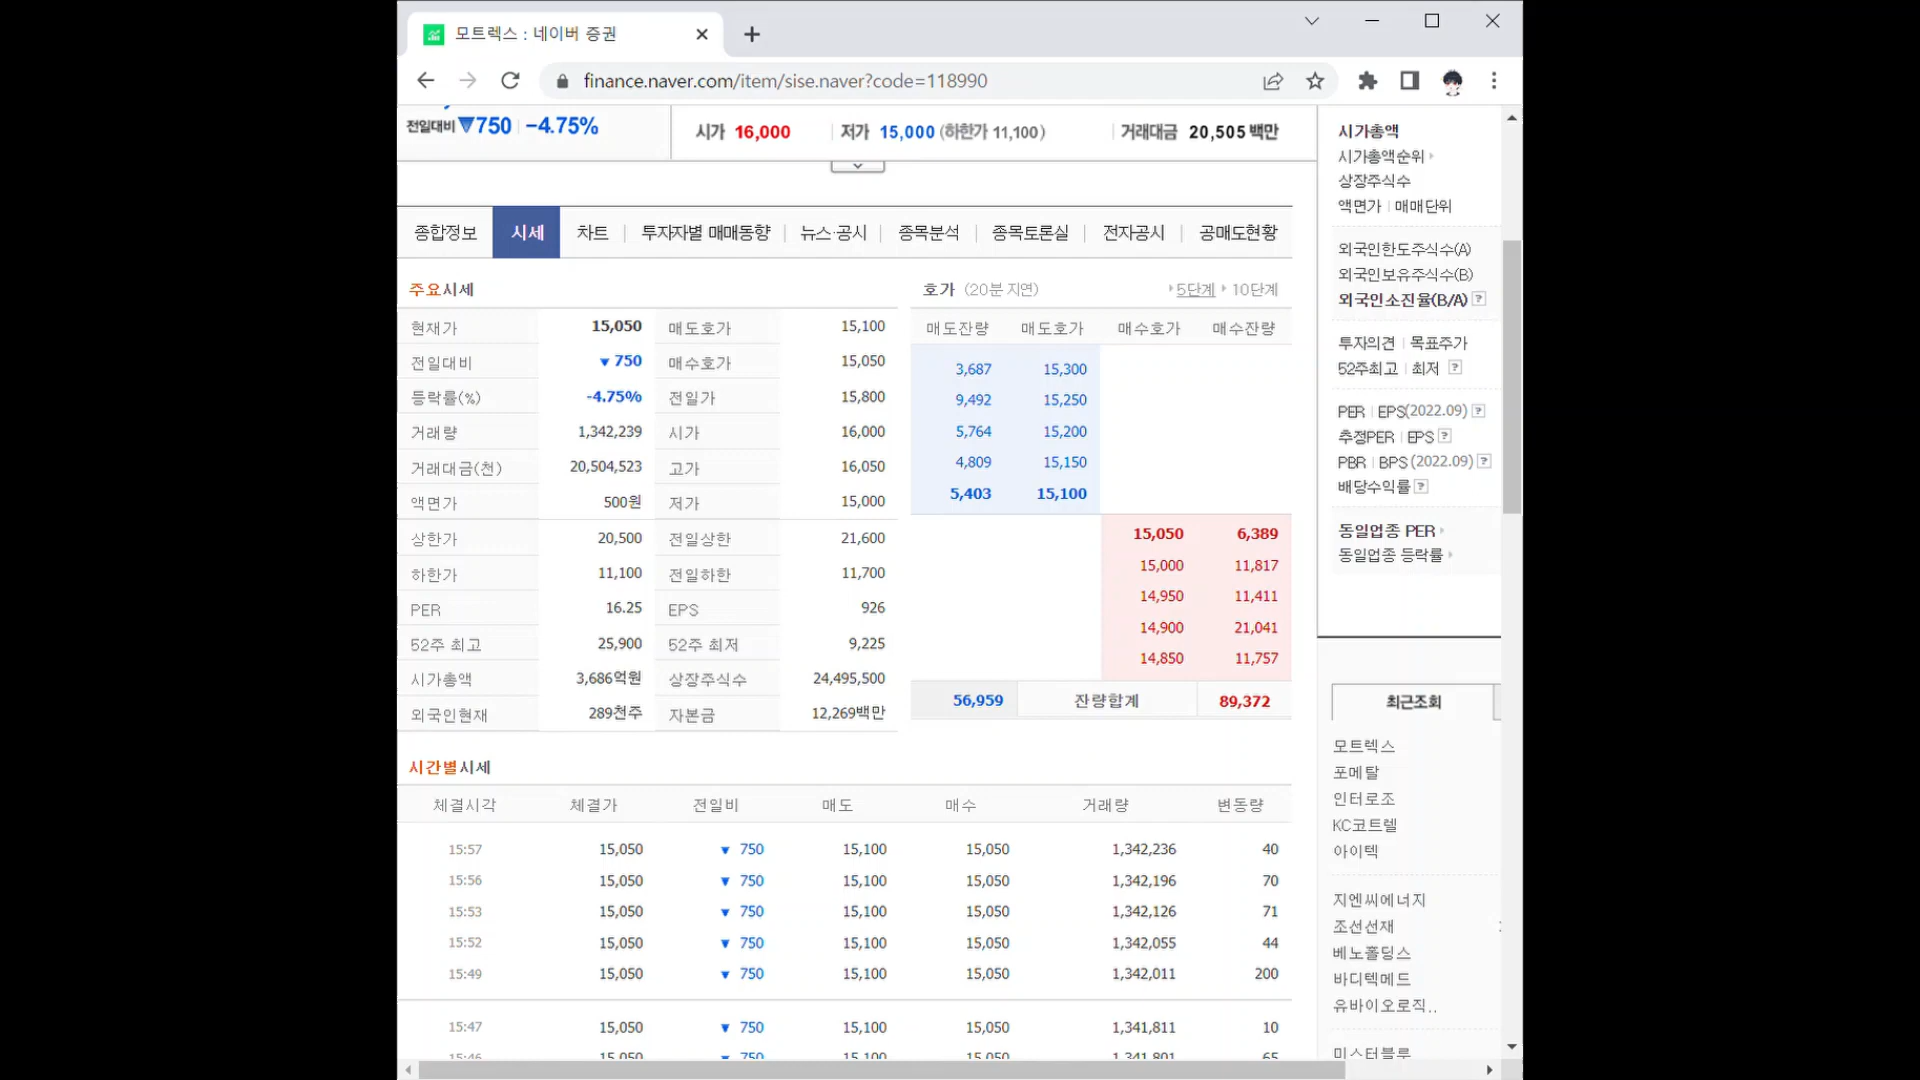 모트렉스 : 네이버 증권
finance.naver.com/item/sise.naver?code=118990
전일대비 ▼750 -4.75% 시가 16,000 저가 15,000 (하한가 11,100) 거래대금 20,505 백만
종합정보 시세 차트 투자자별 매매동향 뉴스·공시 종목분석 종목토론실 전자공시 공매도현황
주요시세
현재가 15,050 매도호가 15,100
전일대비 ▼750 매수호가 15,050
등락률(%) -4.75% 전일가 15,800
거래량 1,342,239 시가 16,000
거래대금(천) 20,504,523 고가 16,050
액면가 500원 저가 15,000
상한가 20,500 전일상한 21,600
하한가 11,100 전일하한 11,700
PER 16.25 EPS 926
52주 최고 25,900 52주 최저 9,225
시가총액 3,686억원 상장주식수 24,495,500
외국인현재 289천주 자본금 12,269백만
호가 (20분 지연) 5단계 10단계
매도잔량 매도호가 매수호가 매수잔량
3,687 15,300
9,492 15,250
5,764 15,200
4,809 15,150
5,403 15,100
15,050 6,389
15,000 11,817
14,950 11,411
14,900 21,041
14,850 11,757
56,959 잔량합계 89,372
시간별시세
체결시각 체결가 전일비 매도 매수 거래량 변동량
15:57 15,050 ▼ 750 15,100 15,050 1,342,236 40
15:56 15,050 ▼ 750 15,100 15,050 1,342,196 70
15:53 15,050 ▼ 750 15,100 15,050 1,342,126 71
15:52 15,050 ▼ 750 15,100 15,050 1,342,055 44
15:49 15,050 ▼ 750 15,100 15,050 1,342,011 200
15:47 15,050 ▼ 750 15,100 15,050 1,341,811 10
15:46 15,050 ▼ 750 15,100 15,050 1,341,801 65
시가총액
시가총액순위
상장주식수
액면가 매매단위
외국인한도주식수(A)
외국인보유주식수(B)
외국인소진율(B/A) ?
투자의견 목표주가
52주최고 최저 ?
PER EPS(2022.09) ?
추정PER EPS ?
PBR BPS (2022.09) ?
배당수익률 ?
동일업종 PER
동일업종 등락률
최근조회
모트렉스
포메탈
인터로조
KC코트렐
아이텍
지엔씨에너지
조선선재
베노홀딩스
바디텍메드
유바이오로직..
미스터블루